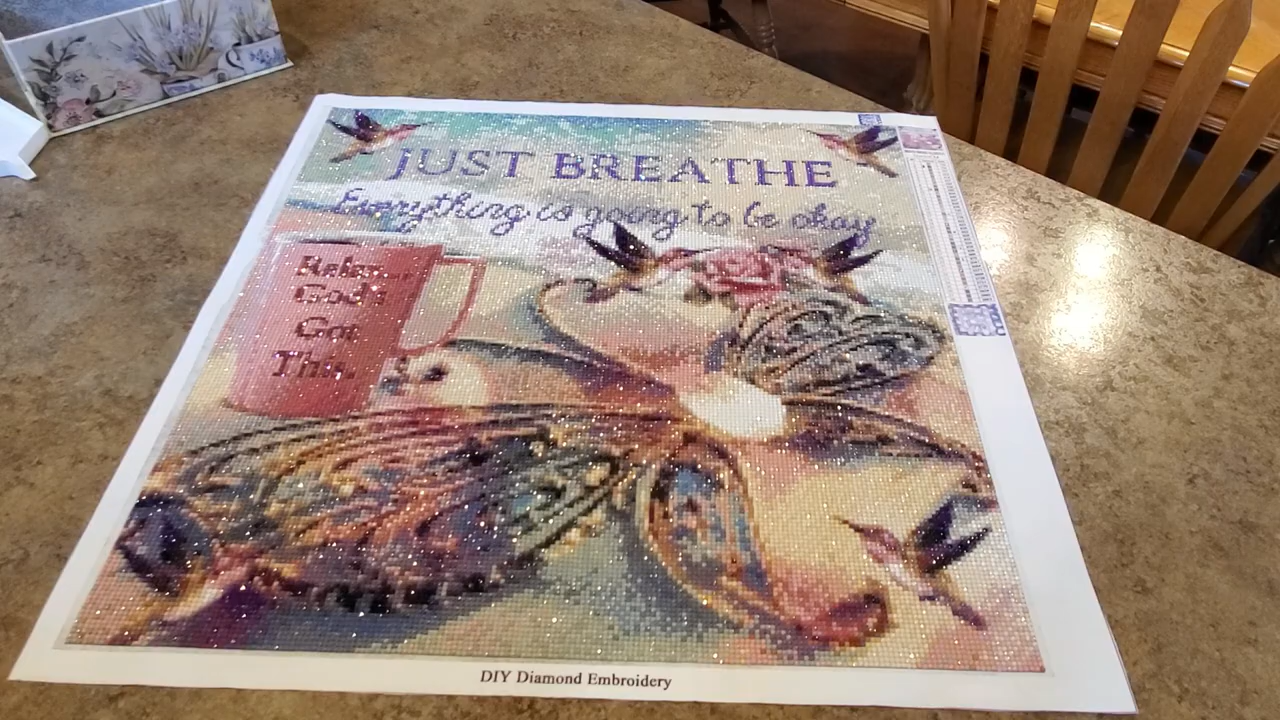 JUST BREATHE
Everything is going to be okay
Relax...
God's
Got
This.
DIY Diamond Embroidery